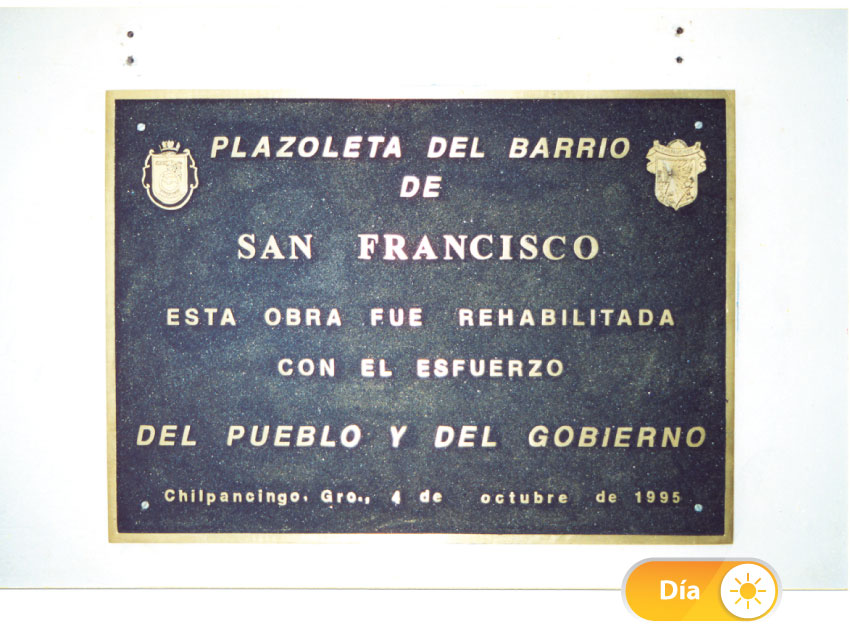 PLAZOLETA DEL BARRIO
DE
SAN FRANCISCO
ESTA OBRA FUE REHABILITADA
CON EL ESFUERZO
DEL PUEBLO Y DEL GOBIERNO
Chilpancingo, Gro., 4 de octubre de 1995
Día